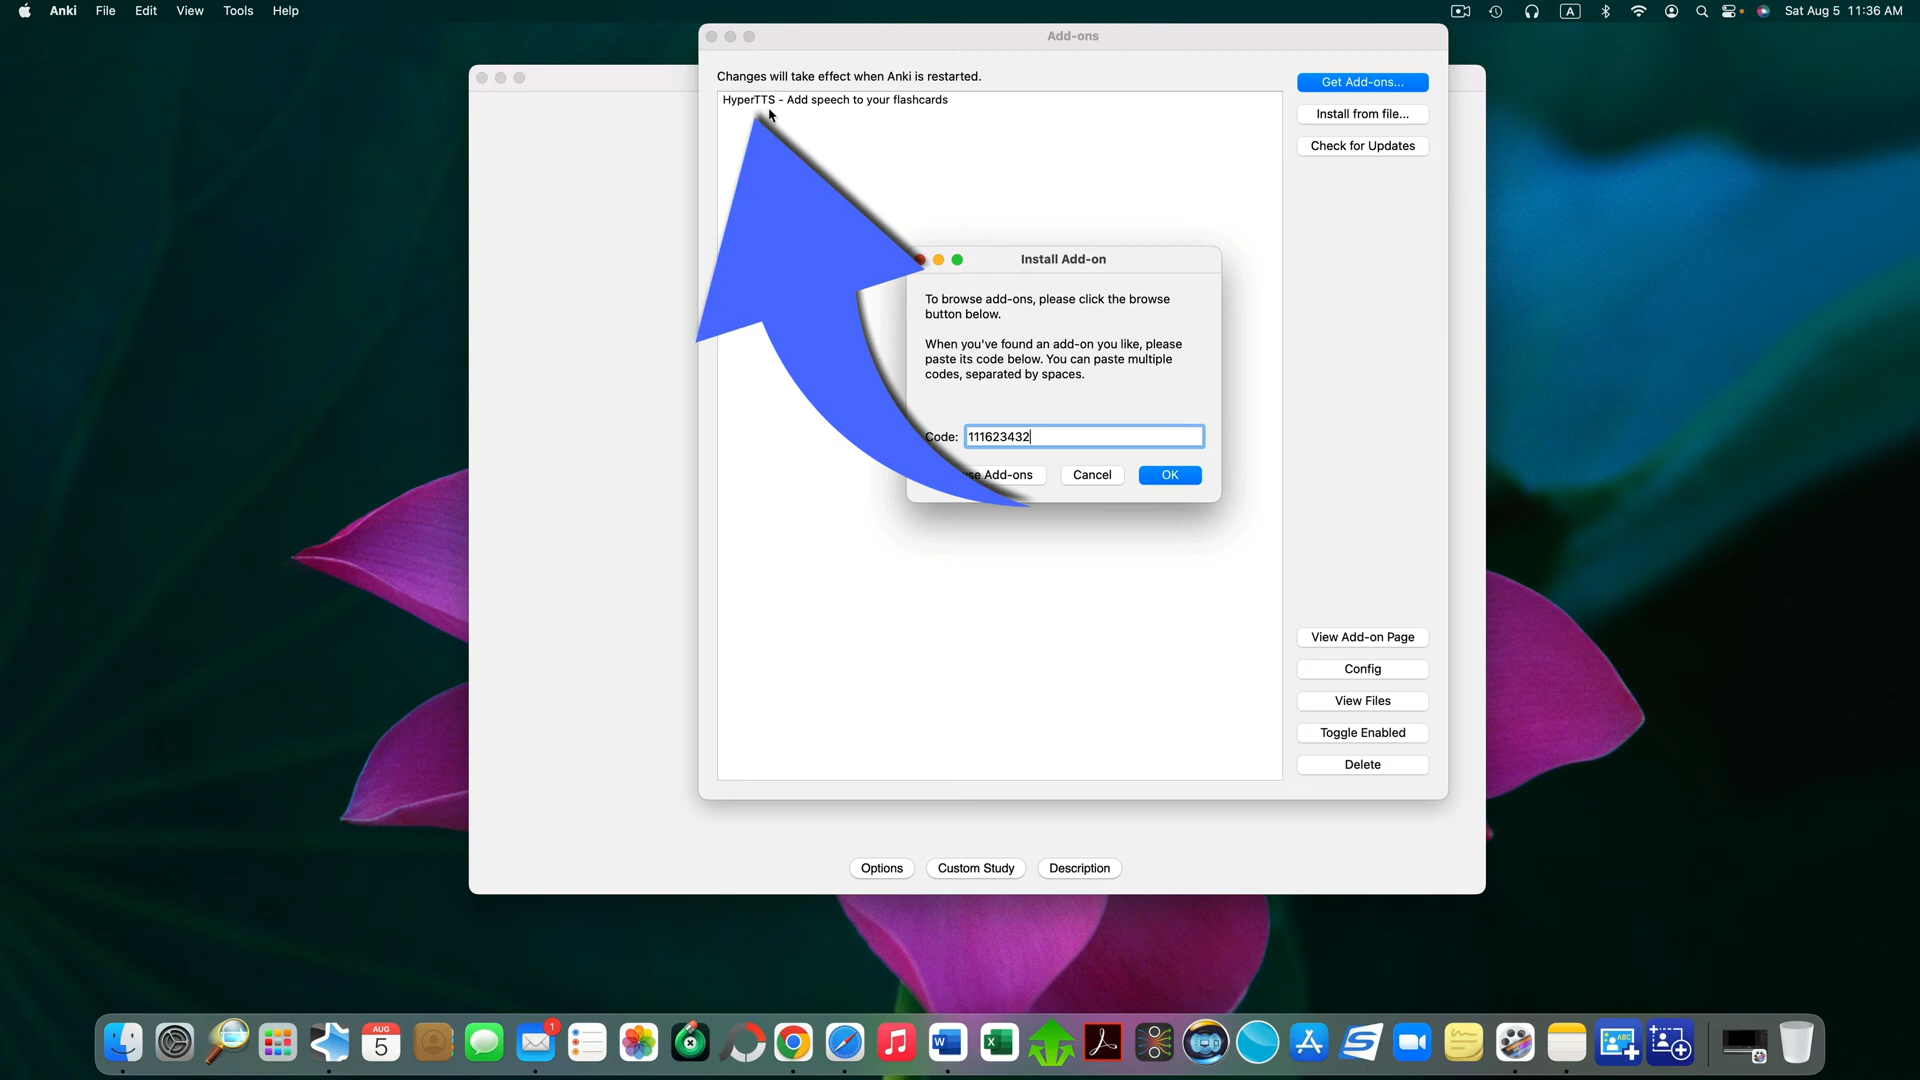 Anki File Edit View Tools Help
A
Sat Aug 5 11:36 AM
Add-ons
Changes will take effect when Anki is restarted.
HyperTTS - Add speech to your flashcards
Get Add-ons...
Install from file...
Check for Updates
Install Add-on
To browse add-ons, please click the browse
button below.
When you've found an add-on you like, please
paste its code below. You can paste multiple
codes, separated by spaces.
Code: 111623432
se Add-ons
Cancel
OK
View Add-on Page
Config
View Files
Toggle Enabled
Delete
Options
Custom Study
Description
AUG
5
1
W
X
S
ABC